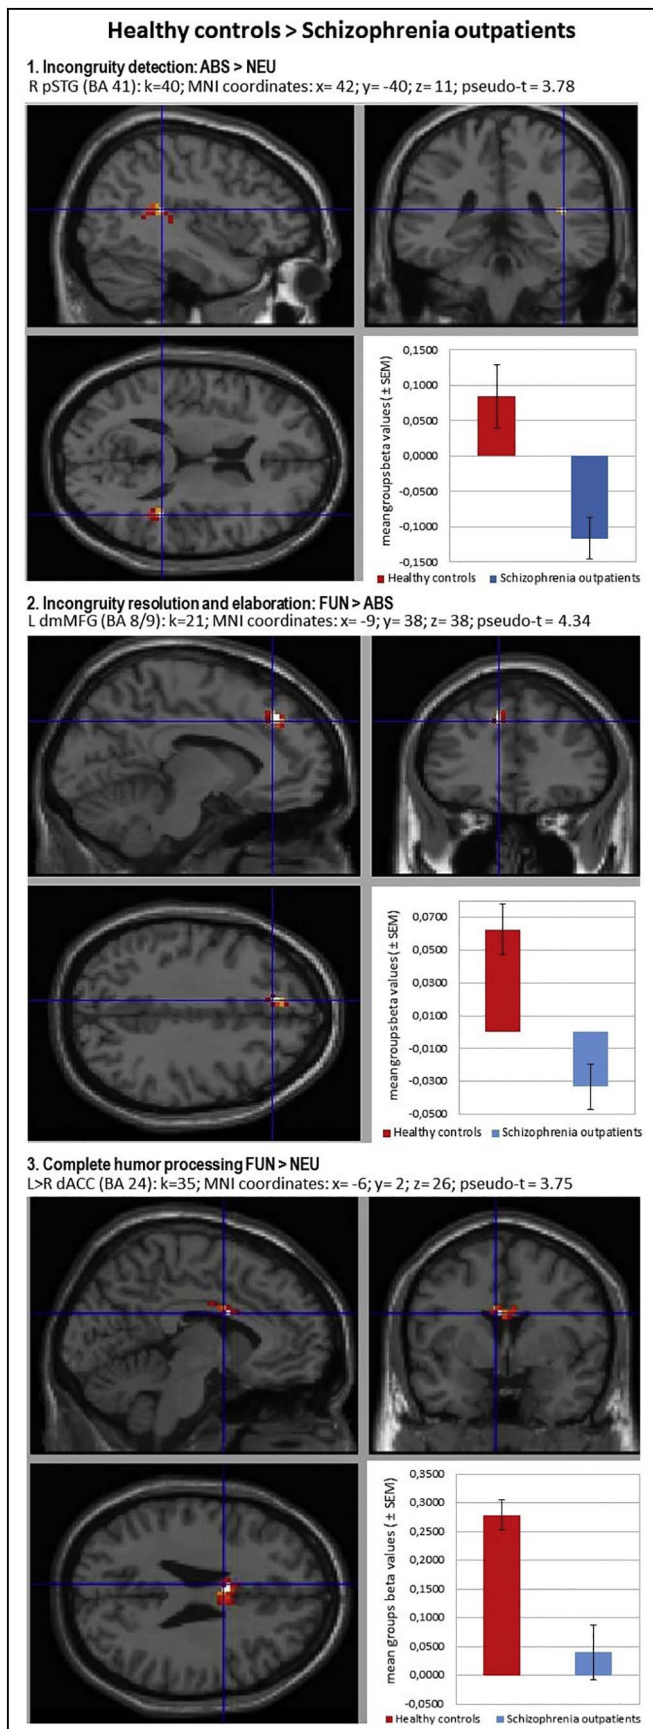 Healthy controls > Schizophrenia outpatients
1. Incongruity detection: ABS > NEU
R pSTG (BA 41): k=40; MNI coordinates: x= 42; y= -40; z= 11; pseudo-t = 3.78
mean groups beta values (± SEM)
0,1500
0,1000
0,0500
0,0000
-0,0500
-0,1000
-0,1500
Healthy controls Schizophrenia outpatients
2. Incongruity resolution and elaboration: FUN > ABS
L dmMFG (BA 8/9): k=21; MNI coordinates: x= -9; y= 38; z= 38; pseudo-t = 4.34
mean groups beta values (± SEM)
0,0700
0,0500
0,0300
0,0100
-0,0100
-0,0300
-0,0500
Healthy controls Schizophrenia outpatients
3. Complete humor processing FUN > NEU
L>R dACC (BA 24): k=35; MNI coordinates: x= -6; y= 2; z= 26; pseudo-t = 3.75
mean groups beta values (± SEM)
0,3500
0,3000
0,2500
0,2000
0,1500
0,1000
0,0500
0,0000
-0,0500
Healthy controls Schizophrenia outpatients